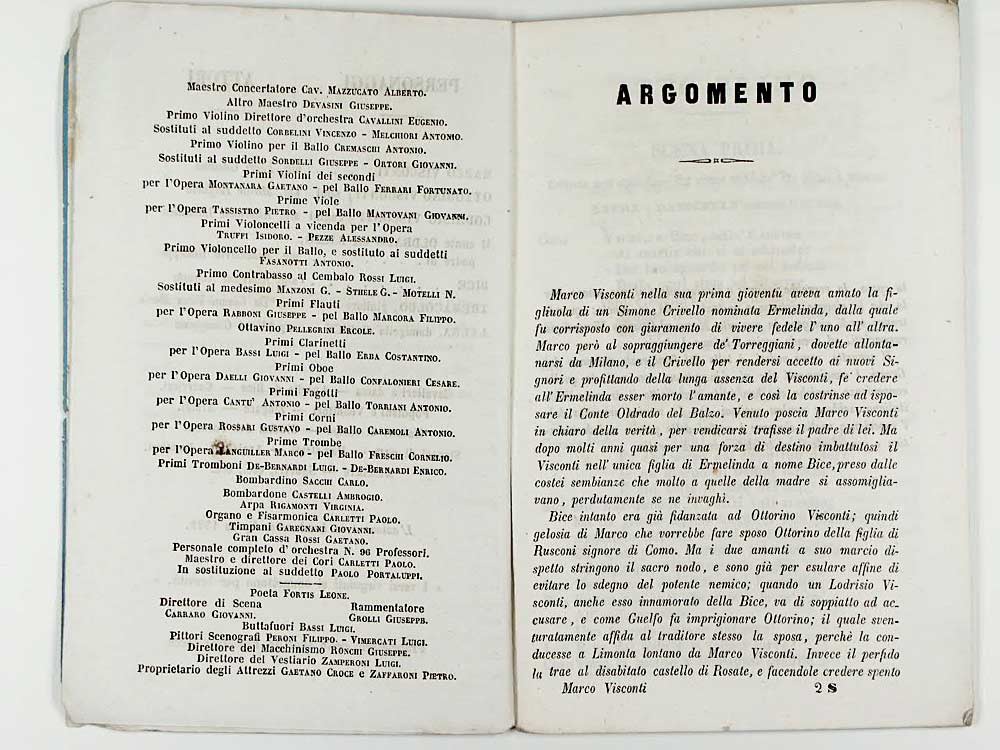 Maestro Concertatore Cav. MAZZUCATO ALBERTO.
Altro Maestro DEVASINI GIUSEPPE.
Primo Violino Direttore d'orchestra CAVALLINI EUGENIO.
Sostituti al suddetto CORBELINI VINCENZO - MELCHIORI ANTONIO.
Primo Violino per il Ballo CREMASCHI ANTONIO.
Sostituti al suddetto SORDELLI GIUSEPPE - ORTORI GIOVANNI.
Primi Violini dei secondi
per l'Opera MONTANARA GAETANO - pel Ballo FERRARI FORTUNATO.
Prime Viole
per l'Opera TASSISTRO PIETRO - pel Ballo MANTOVANI GIOVANNI.
Primi Violoncelli a vicenda per l'Opera
TRUFFI ISIDORO. - PEZZE ALESSANDRO.
Primo Violoncello per il Ballo, e sostituto ai suddetti
FASANOTTI ANTONIO.
Primo Contrabasso al Cembalo ROSSI LUIGI.
Sostituti al medesimo MANZONI G. - STHELE G. - MOTELLI N.
Primi Flauti
per l'Opera RABBONI GIUSEPPE - pel Ballo MARCORA FILIPPO.
Ottavino PELLEGRINI ERCOLE.
Primi Clarinetti
per l'Opera BASSI LUIGI - pel Ballo ERBA COSTANTINO.
Primi Oboe
per l'Opera DAELLI GIOVANNI - pel Ballo CONFALONIERI CESARE.
Primi Fagotti
per l'Opera CANTU' ANTONIO - pel Ballo TORRIANI ANTONIO.
Primi Corni
per l'Opera ROSSARI GUSTAVO - pel Ballo CAREMOLI ANTONIO.
Prime Trombe
per l'Opera MARCO - pel Ballo FRESCHI CORNELIO.
Primi Tromboni DE-BERNARDI LUIGI. - DE-BERNARDI ENRICO.
Bombardino SACCHI CARLO.
Bombardone CASTELLI AMBROGIO.
Arpa RIGAMONTI VIRGINIA.
Organo e Fisarmonica CARLETTI PAOLO.
Timpani GAREGNANI GIOVANNI.
Gran Cassa ROSSI GAETANO.
Personale completo d'orchestra N. 96 Professori.
Maestro e direttore dei Cori CARLETTI PAOLO.
In sostituzione al suddetto PAOLO PORTALUPPI.
Poeta FORTIS LEONE.
Direttore di Scena Rammentatore
CARRARO GIOVANNI. GROLLI GIUSEPPE.
Buttafuori BASSI LUIGI.
Pittori Scenografi PERONI FILIPPO. - VIMERCATI LUIGI.
Direttore del Macchinismo RONCHI GIUSEPPE.
Direttore del Vestiario ZAMPERONI LUIGI.
Proprietario degli Attrezzi GAETANO CROCE e ZAFFARONI PIETRO.
ARGOMENTO
Marco Visconti nella sua prima gioventù aveva amato la fi-
gliuola di un Simone Crivello nominata Ermelinda, dalla quale
fu corrisposto con giuramento di vivere fedele l'uno all'altra.
Marco però al sopraggiungere de' Torreggiani, dovette allonta-
narsi da Milano, e il Crivello per rendersi accetto ai nuovi Si-
gnori e profittando della lunga assenza del Visconti, fe' credere
all'Ermelinda esser morto l'amante, e così la costrinse ad ispo-
sare il Conte Oldrado del Balzo. Venuto poscia Marco Visconti
in chiaro della verità, per vendicarsi trafisse il padre di lei. Ma
dopo molti anni quasi per una forza di destino imbattutosi il
Visconti nell'unica figlia di Ermelinda a nome Bice, preso dalle
costei sembianze che molto a quelle della madre si assomiglia-
vano, perdutamente se ne invaghì.
Bice intanto era già fidanzata ad Ottorino Visconti; quindi
gelosia di Marco che vorrebbe fare sposo Ottorino della figlia di
Rusconi signore di Como. Ma i due amanti a suo marcio di-
spetto stringono il sacro nodo, e sono già per esulare affine di
evitare lo sdegno del potente nemico; quando un Lodrisio Vi-
sconti, anche esso innamorato della Bice, va di soppiatto ad ac-
cusare, e come Guelfo fa imprigionare Ottorino; il quale sven-
turatamente affida al traditore stesso la sposa, perchè la con-
ducesse a Limonta lontano da Marco Visconti. Invece il perfido
la trae al disabitato castello di Rosate, e facendole credere spento
Marco Visconti 2 S